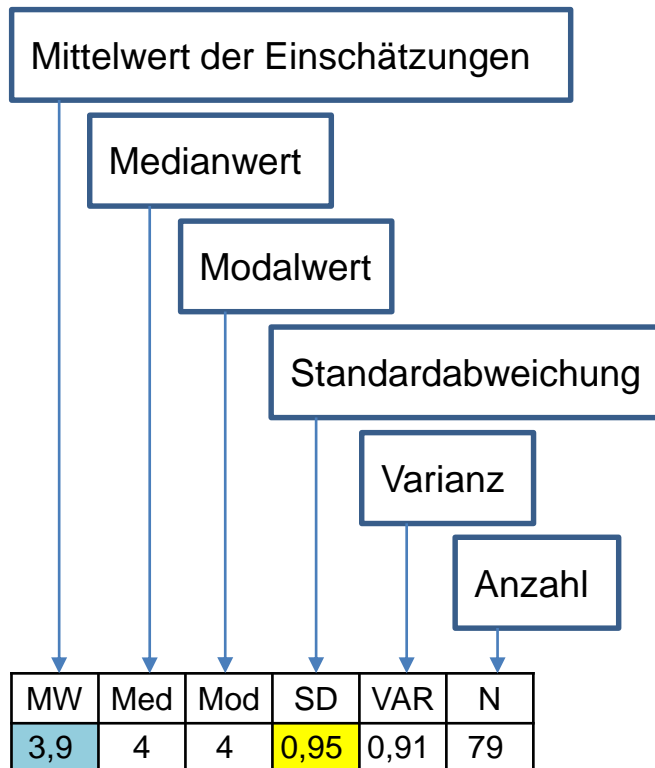 Mittelwert der Einschätzungen
Medianwert
Modalwert
Standardabweichung
Varianz
Anzahl
MW Med Mod SD VAR N
3,9 4 4 0,95 0,91 79